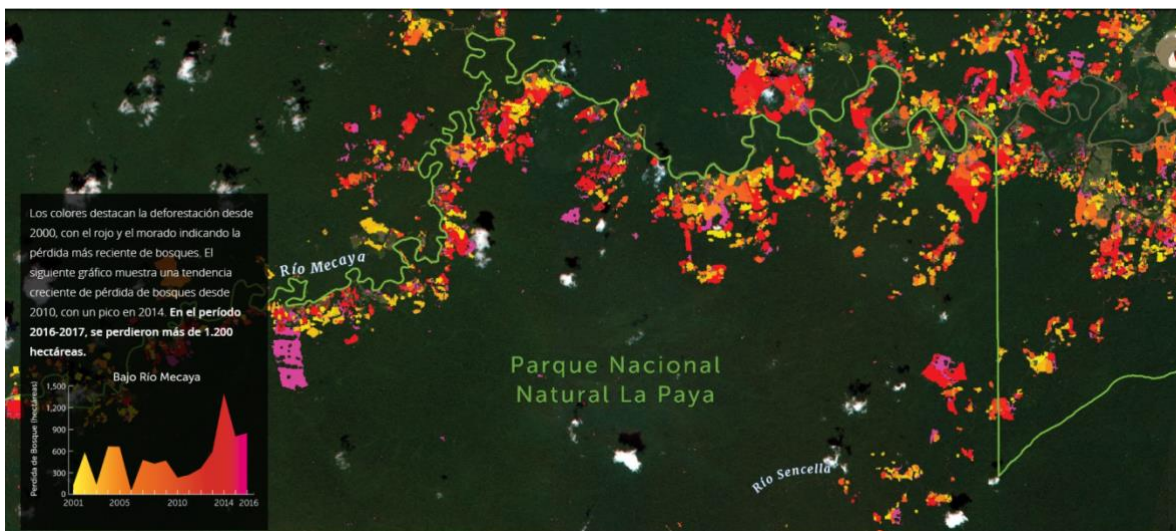 Los colores destacan la deforestación desde
2000, con el rojo y el morado indicando la
pérdida más reciente de bosques. El
siguiente gráfico muestra una tendencia
creciente de pérdida de bosques desde
2010, con un pico en 2014. En el período
2016-2017, se perdieron más de 1.200
hectáreas.
Bajo Río Mecaya
Perdida de Bosque (hectáreas)
1,500
1,200
900
600
300
0
2001 2005 2010 2014 2016
Río Mecaya
Parque Nacional
Natural La Paya
Río Sencella